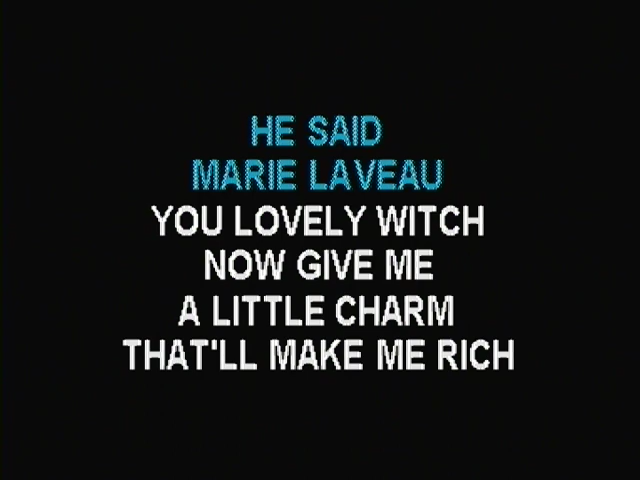 HE SAID
MARIE LAVEAU
YOU LOVELY WITCH
NOW GIVE ME
A LITTLE CHARM
THAT'LL MAKE ME RICH